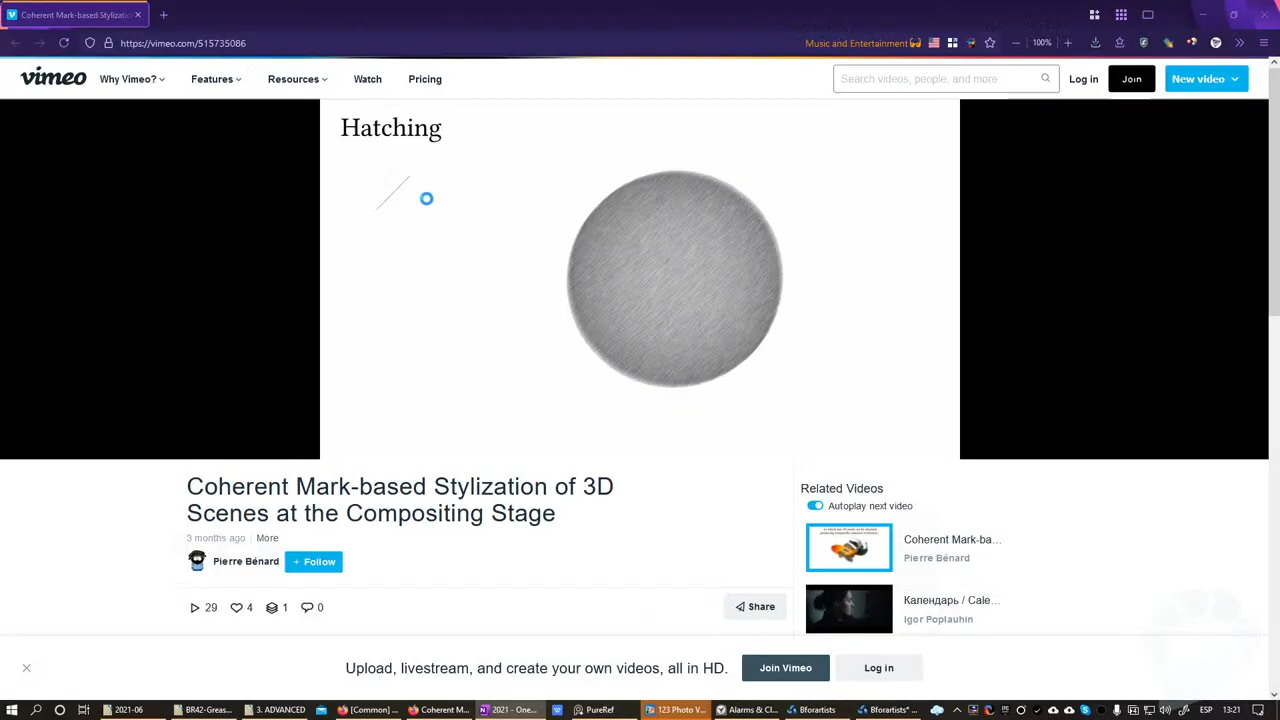 Coherent Mark-based Stylizatio
https://vimeo.com/515735086
Music and Entertainment
100%
vimeo
Why Vimeo?
Features
Resources
Watch
Pricing
Search videos, people, and more
Log in
Join
New video
Hatching
Coherent Mark-based Stylization of 3D
Scenes at the Compositing Stage
3 months ago
More
Pierre Bénard
+ Follow
29
4
1
0
Share
Related Videos
Autoplay next video
Coherent Mark-ba...
Pierre Bénard
Календарь / Cale...
Igor Poplauhin
Upload, livestream, and create your own videos, all in HD.
Join Vimeo
Log in
2021-06
BR42-Greas...
3. ADVANCED
[Common] ...
Coherent M...
2021 - One...
PureRef
123 Photo V...
Alarms & Cl...
Bforartists
Bforartists* ...
ESP
13:21